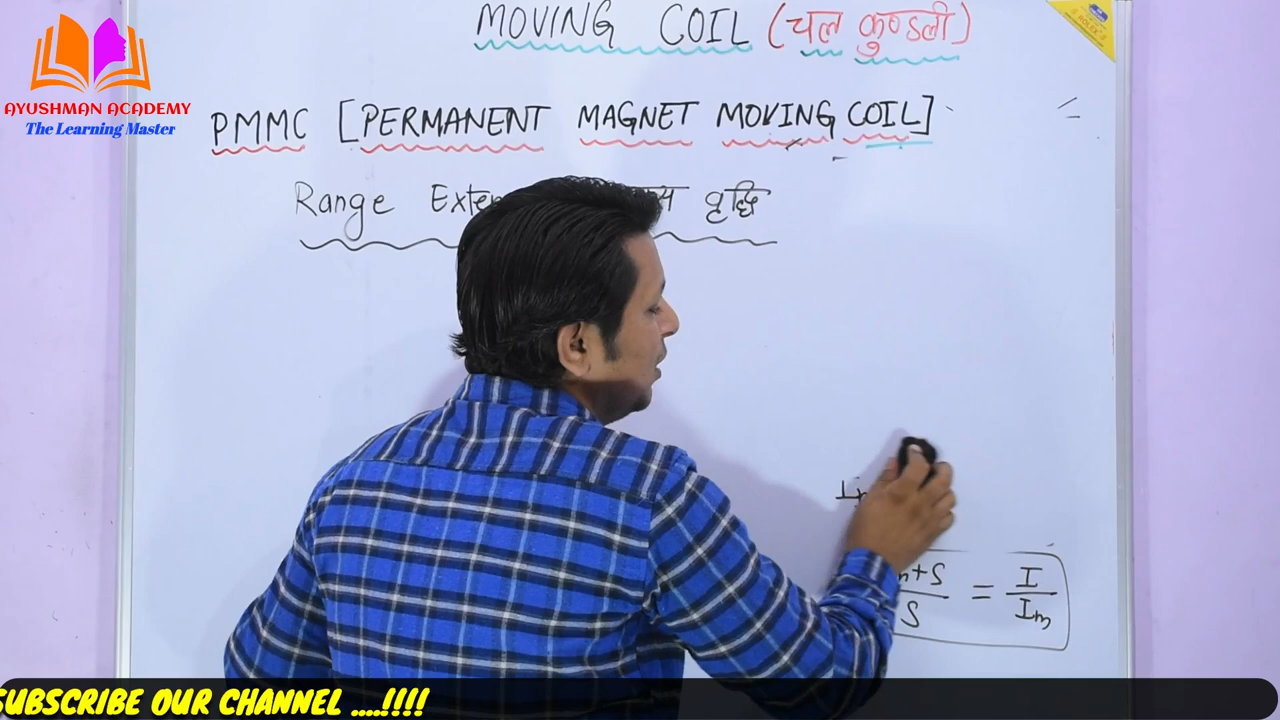 MOVING COIL (चल कुण्डली)
AYUSHMAN ACADEMY
The Learning Master
PMMC [PERMANENT MAGNET MOVING COIL]
Range वृद्धि
S = I
S Im
SUBSCRIBE OUR CHANNEL ....!!!!